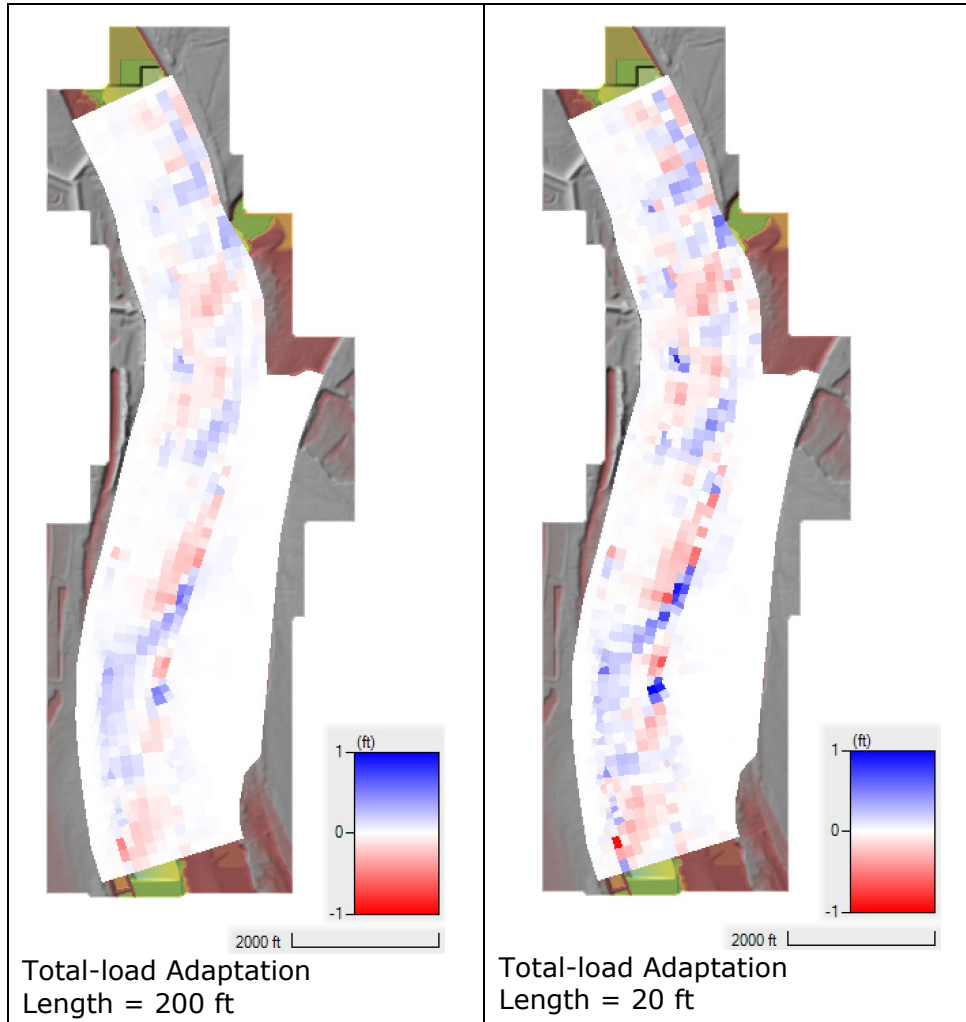 (ft)
1
0
-1
2000 ft
Total-load Adaptation
Length = 200 ft
(ft)
1
0
-1
2000 ft
Total-load Adaptation
Length = 20 ft